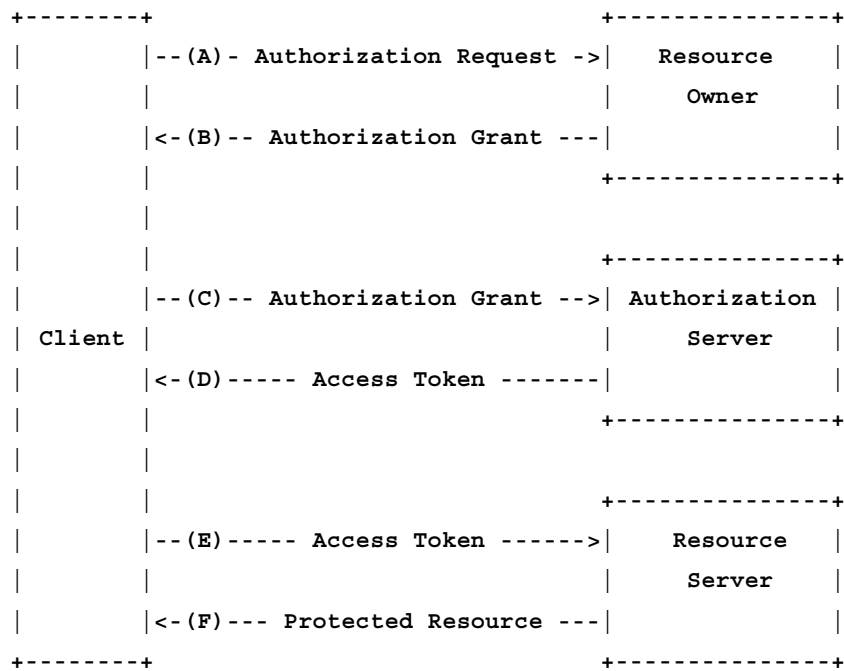 +--------+                               +---------------+
|        |--(A)- Authorization Request ->|   Resource    |
|        |                               |     Owner     |
|        |<-(B)-- Authorization Grant ---|               |
|        |                               +---------------+
|        |
|        |                               +---------------+
|        |--(C)-- Authorization Grant -->| Authorization |
| Client |                               |     Server    |
|        |<-(D)----- Access Token -------|               |
|        |                               +---------------+
|        |
|        |                               +---------------+
|        |--(E)----- Access Token ------>|    Resource   |
|        |                               |     Server    |
|        |<-(F)--- Protected Resource ---|               |
+--------+                               +---------------+